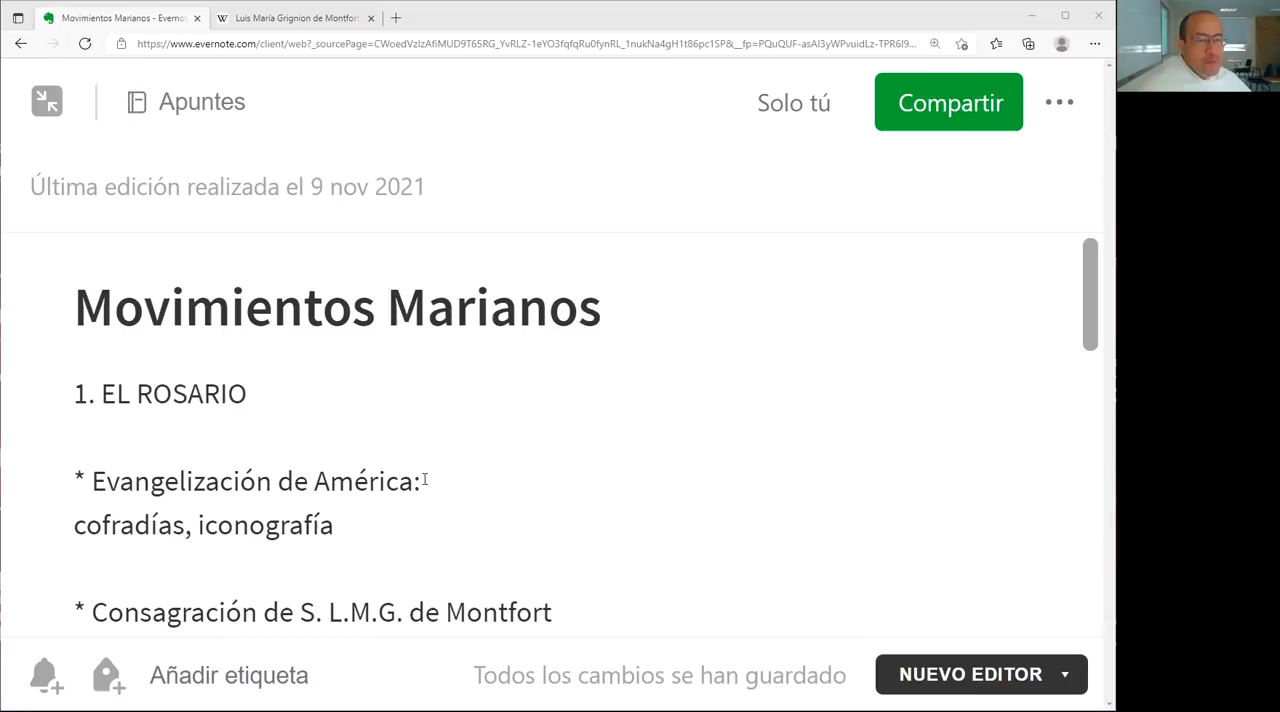 Movimientos Marianos - Everno
Luis María Grignion de Montfort
https://www.evernote.com/client/web?_sourcePage=CWoedVzIzAfiMUD9T65RG_YvRLZ-1eYO3fqfqRu0fynRL_1nukNa4gH1t86pc1SP&__fp=PQuQUF-asAI3yWPvuidLz-TPR6I9...
Apuntes
Solo tú
Compartir
Última edición realizada el 9 nov 2021
Movimientos Marianos
1. EL ROSARIO
* Evangelización de América:
cofradías, iconografía
* Consagración de S. L.M.G. de Montfort
Añadir etiqueta
Todos los cambios se han guardado
NUEVO EDITOR